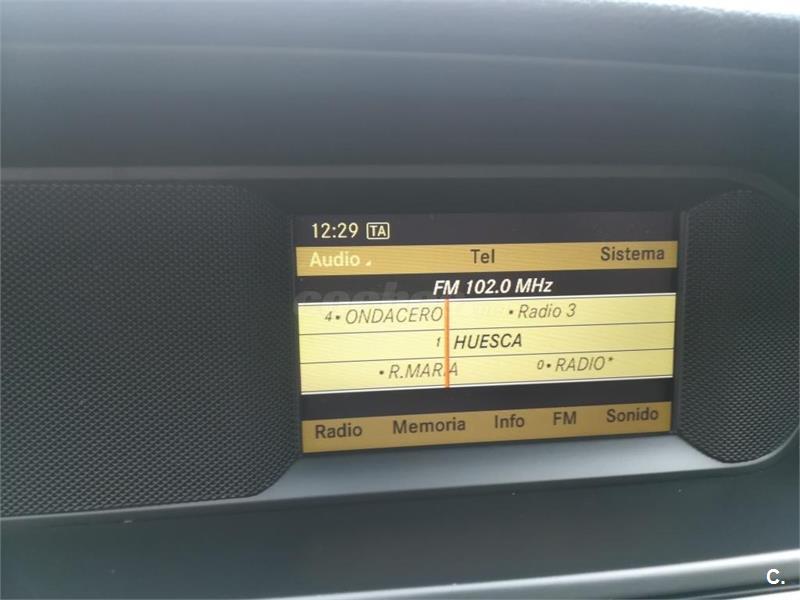 12:29 TA
Audio Tel Sistema
FM 102.0 MHz
4• ONDACERO • Radio 3
1 HUESCA
• R.MARIA 0• RADIO*
Radio Memoria Info FM Sonido
C.